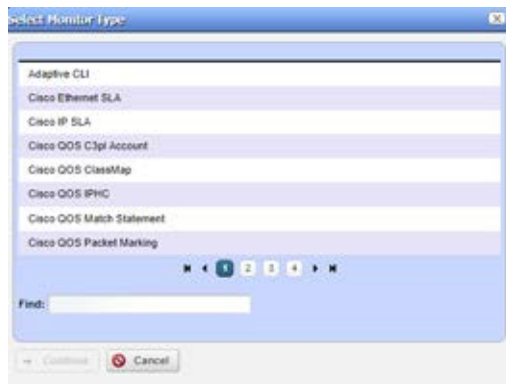 Select Monitor Type
Adaptive CLI
Cisco Ethernet SLA
Cisco IP SLA
Cisco QOS C3pl Account
Cisco QOS ClassMap
Cisco QOS IPHC
Cisco QOS Match Statement
Cisco QOS Packet Marking
1 2 3 4
Find:
Continue Cancel